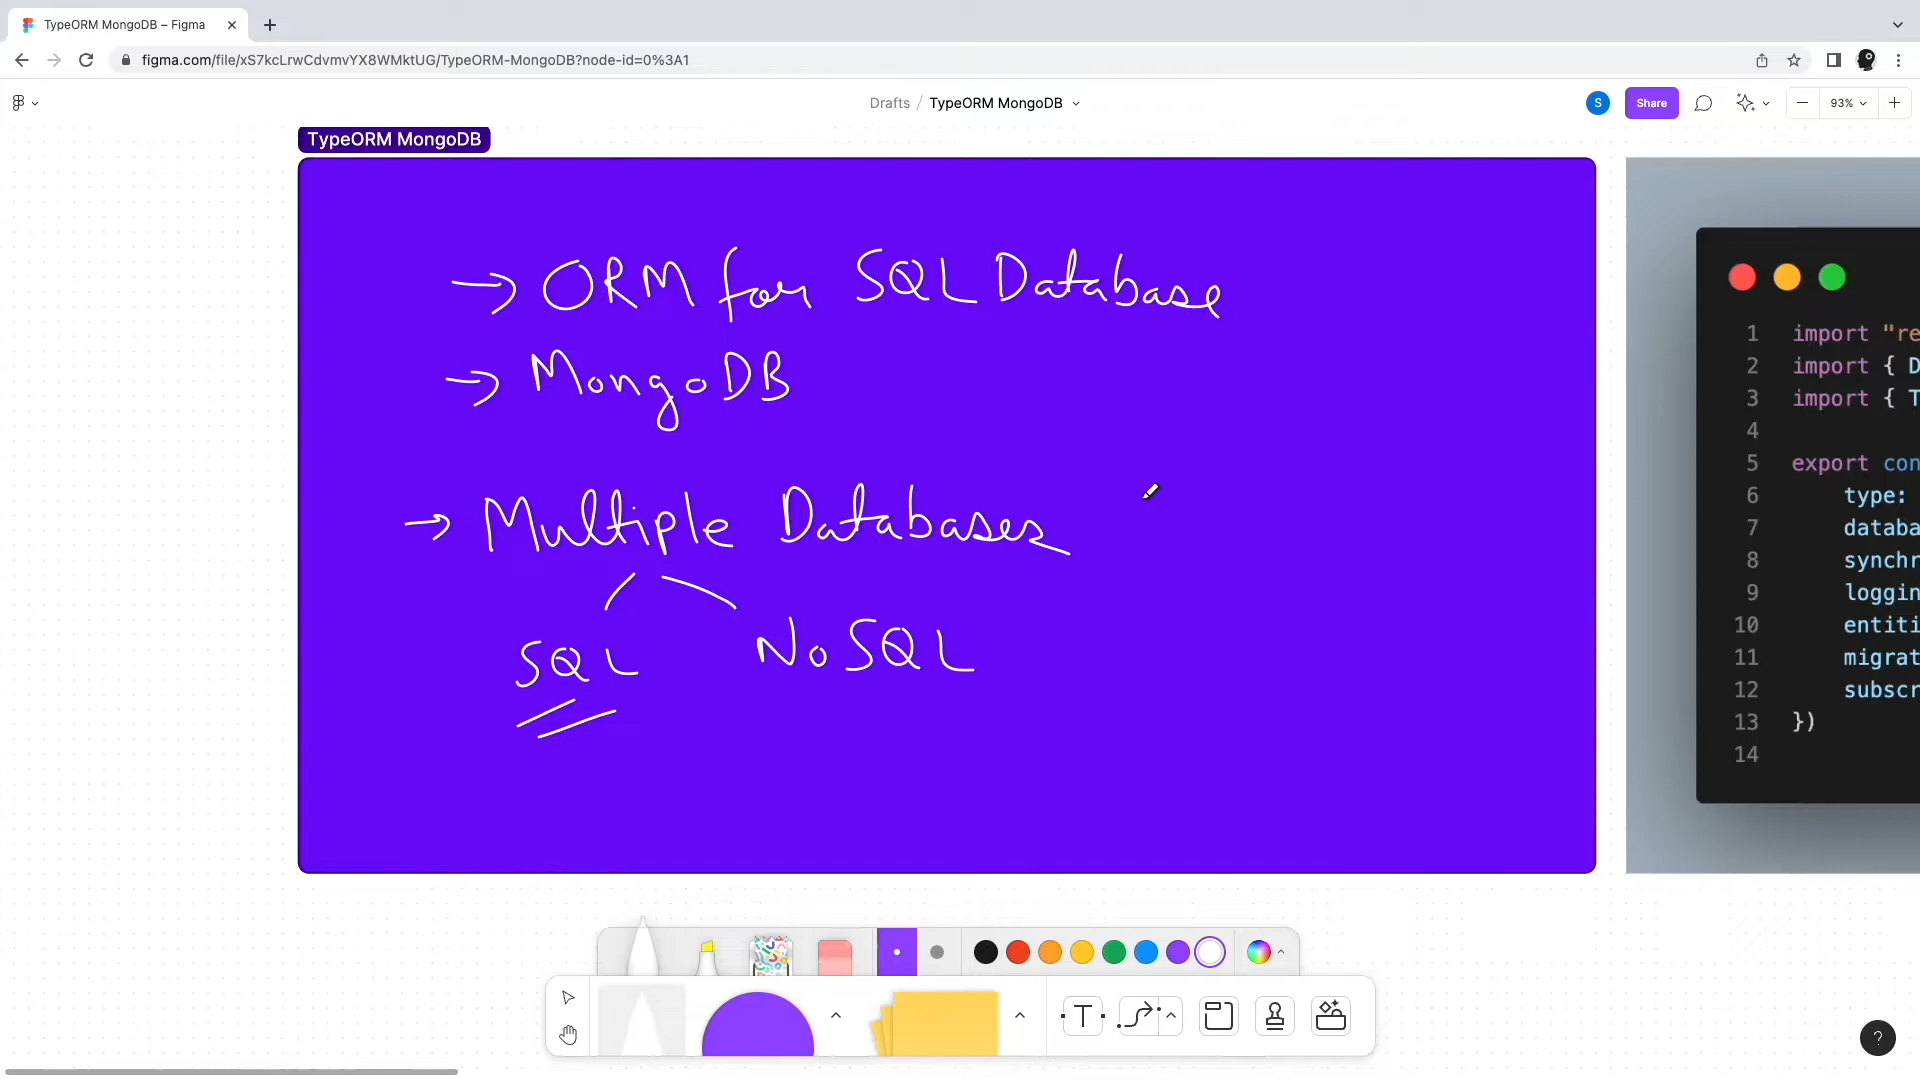 TypeORM MongoDB – Figma
figma.com/file/xS7kcLrwCdvmvYX8WMktUG/TypeORM-MongoDB?node-id=0%3A1
Drafts / TypeORM MongoDB
S
Share
93%
TypeORM MongoDB
→ ORM for SQL Database
→ MongoDB
→ Multiple Databases
SQL
NoSQL
1 import "re
2 import { D
3 import { T
4
5 export con
6 type:
7 databa
8 synchr
9 loggin
10 entiti
11 migrat
12 subscr
13 })
14
T
?